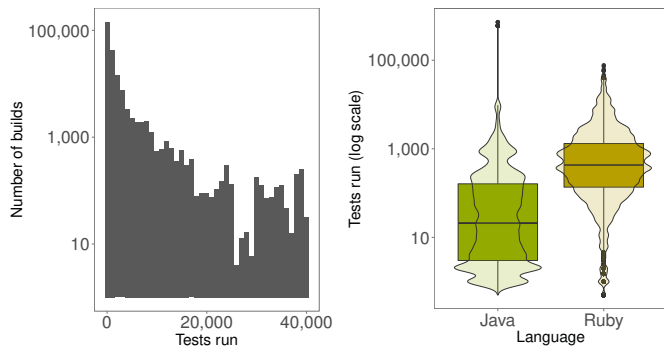 Number of builds
100,000
1,000
10
0
20,000
40,000
Tests run
Tests run (log scale)
100,000
1,000
10
Java
Ruby
Language